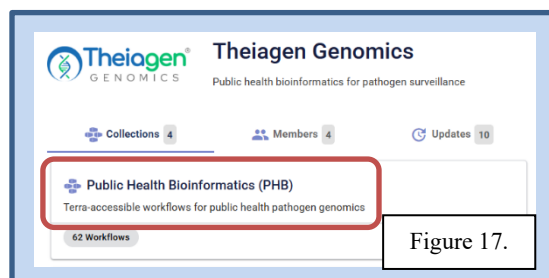 Theiagen®
GENOMICS
Theiagen Genomics
Public health bioinformatics for pathogen surveillance
Collections 4
Members 4
Updates 10
Public Health Bioinformatics (PHB)
Terra-accessible workflows for public health pathogen genomics
62 Workflows
Figure 17.